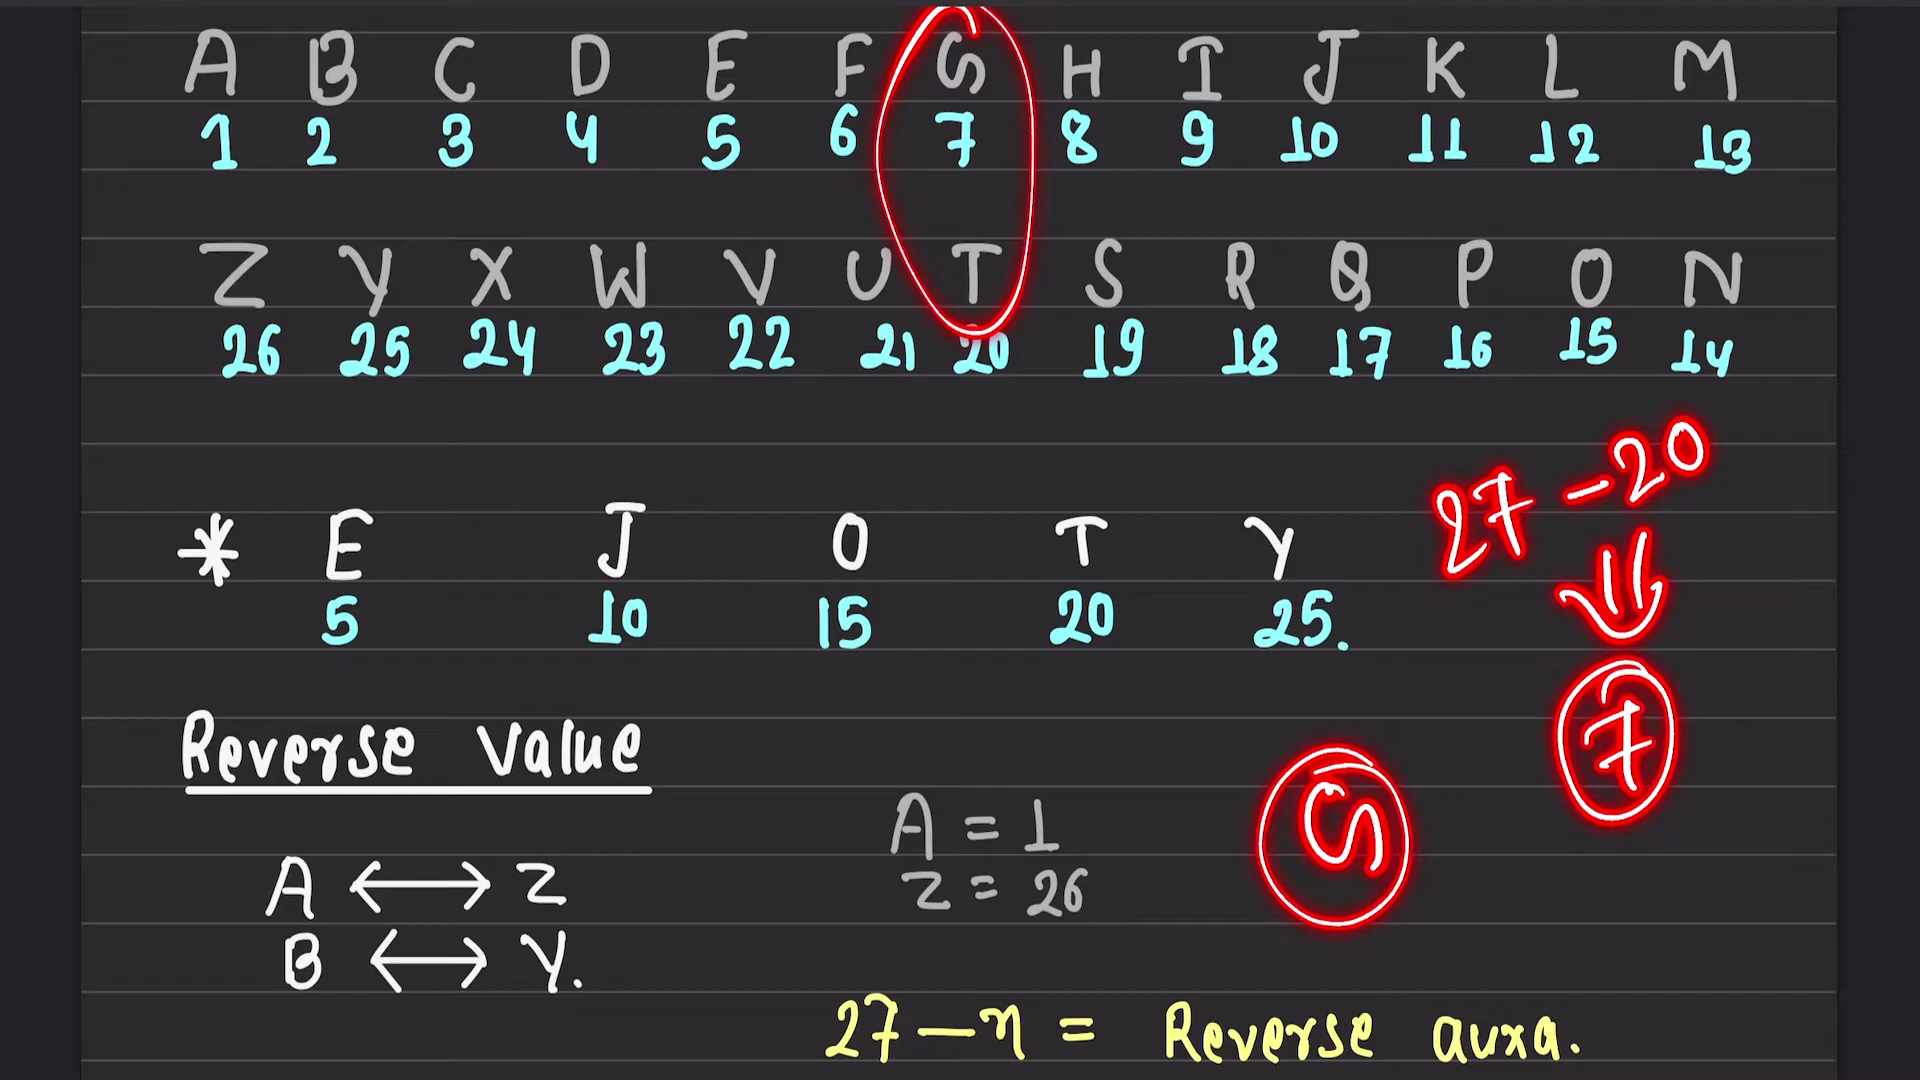 A B C D E F G H I J K L M
1 2 3 4 5 6 7 8 9 10 11 12 13
Z Y X W V U T S R Q P O N
26 25 24 23 22 21 20 19 18 17 16 15 14
27 - 20
* E J O T Y
5 10 15 20 25.
7
Reverse Value
A = 1
G
A ↔ Z
Z = 26
B ↔ Y.
27 - n = Reverse auxa.